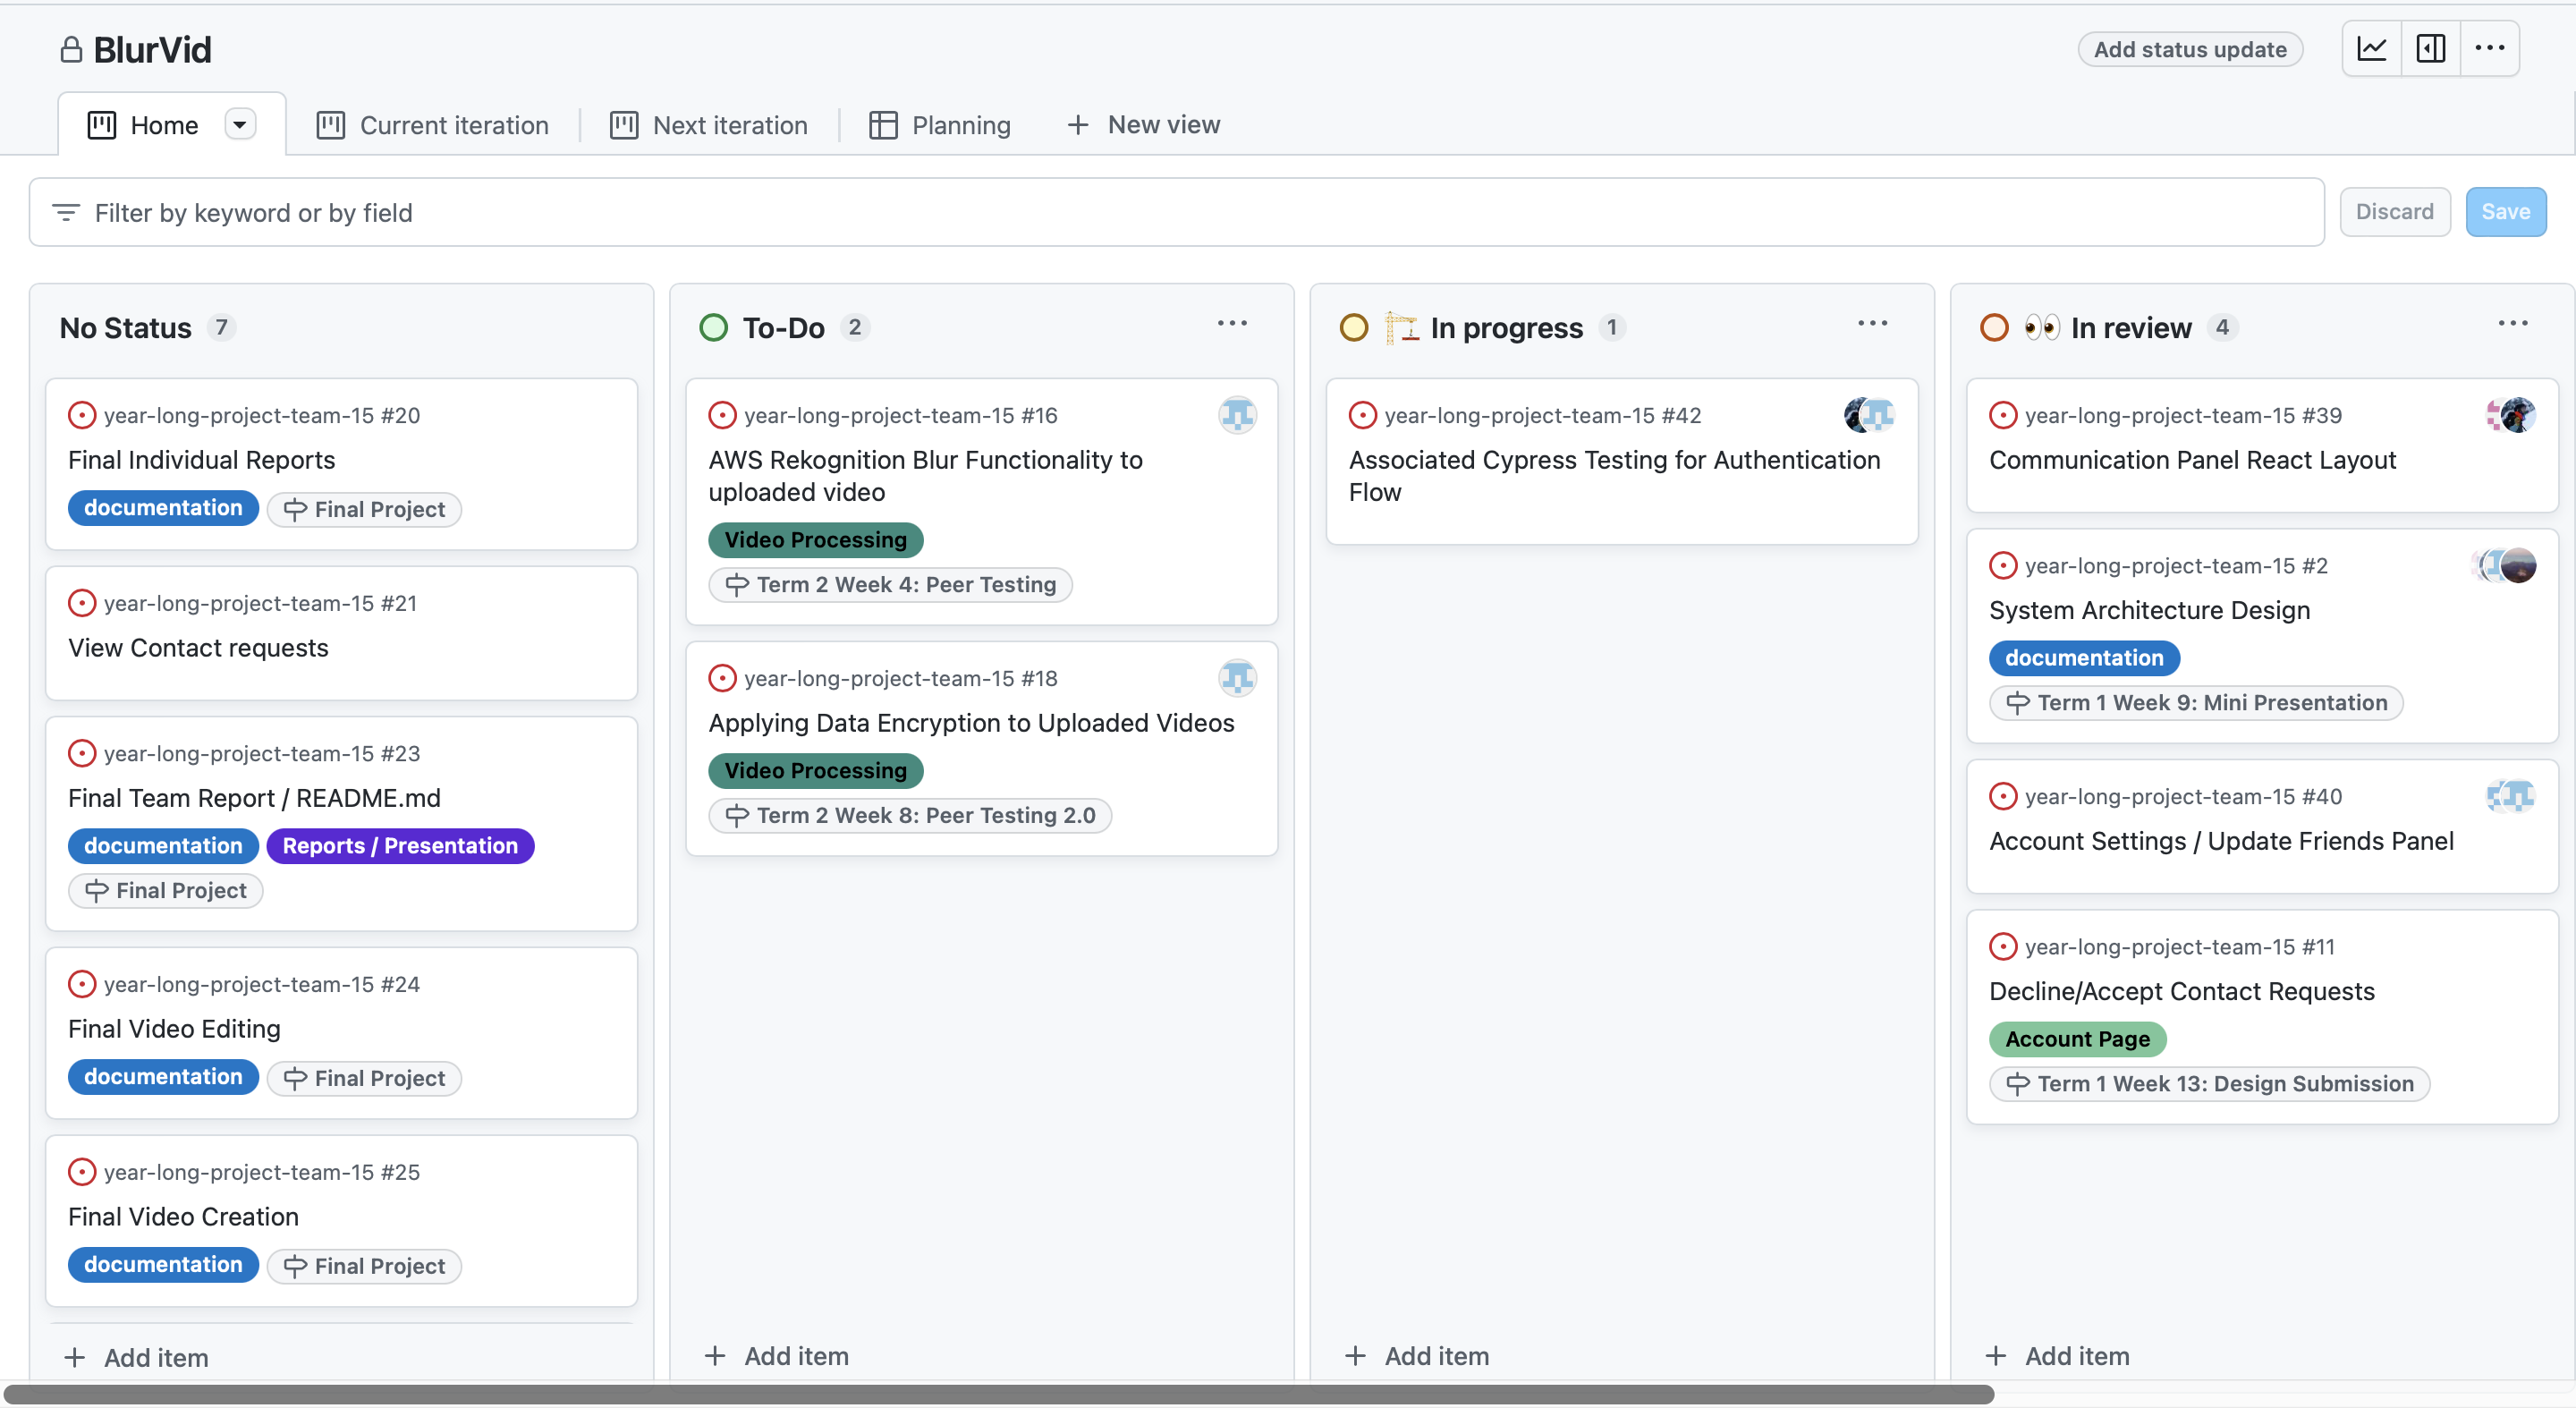 BlurVid
Add status update
Home
Current iteration
Next iteration
Planning
New view
Filter by keyword or by field
Discard
Save
No Status 7
year-long-project-team-15 #20
Final Individual Reports
documentation Final Project
year-long-project-team-15 #21
View Contact requests
year-long-project-team-15 #23
Final Team Report / README.md
documentation Reports / Presentation
Final Project
year-long-project-team-15 #24
Final Video Editing
documentation Final Project
year-long-project-team-15 #25
Final Video Creation
documentation Final Project
Add item
To-Do 2
year-long-project-team-15 #16
AWS Rekognition Blur Functionality to
uploaded video
Video Processing
Term 2 Week 4: Peer Testing
year-long-project-team-15 #18
Applying Data Encryption to Uploaded Videos
Video Processing
Term 2 Week 8: Peer Testing 2.0
Add item
In progress 1
year-long-project-team-15 #42
Associated Cypress Testing for Authentication
Flow
Add item
In review 4
year-long-project-team-15 #39
Communication Panel React Layout
year-long-project-team-15 #2
System Architecture Design
documentation
Term 1 Week 9: Mini Presentation
year-long-project-team-15 #40
Account Settings / Update Friends Panel
year-long-project-team-15 #11
Decline/Accept Contact Requests
Account Page
Term 1 Week 13: Design Submission
Add item